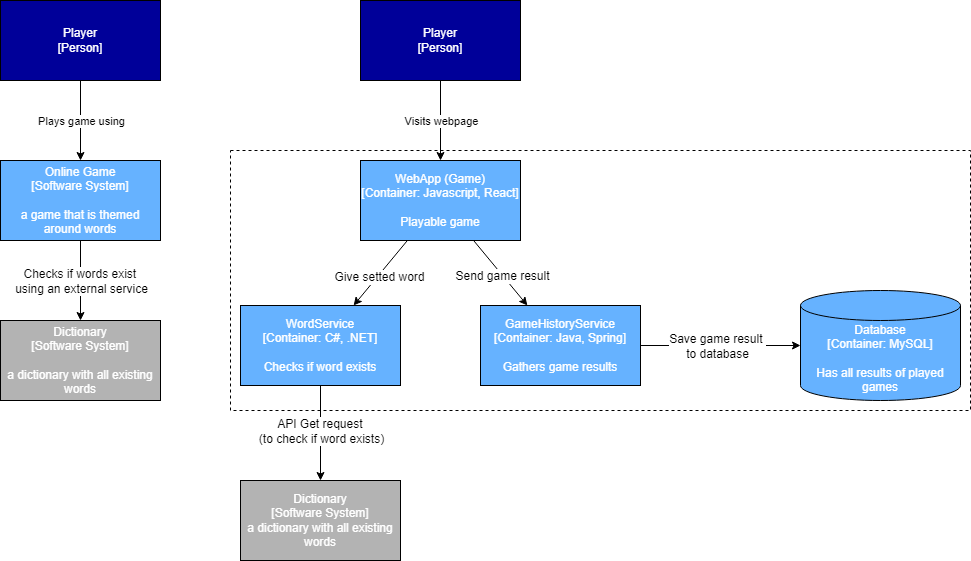 Player
[Person]
Plays game using
Online Game
[Software System]
a game that is themed
around words
Checks if words exist
using an external service
Dictionary
[Software System]
a dictionary with all existing
words
Player
[Person]
Visits webpage
WebApp (Game)
[Container: Javascript, React]
Playable game
Give setted word
Send game result
WordService
[Container: C#, .NET]
Checks if word exists
GameHistoryService
[Container: Java, Spring]
Gathers game results
Save game result
to database
Database
[Container: MySQL]
Has all results of played
games
API Get request
(to check if word exists)
Dictionary
[Software System]
a dictionary with all existing
words